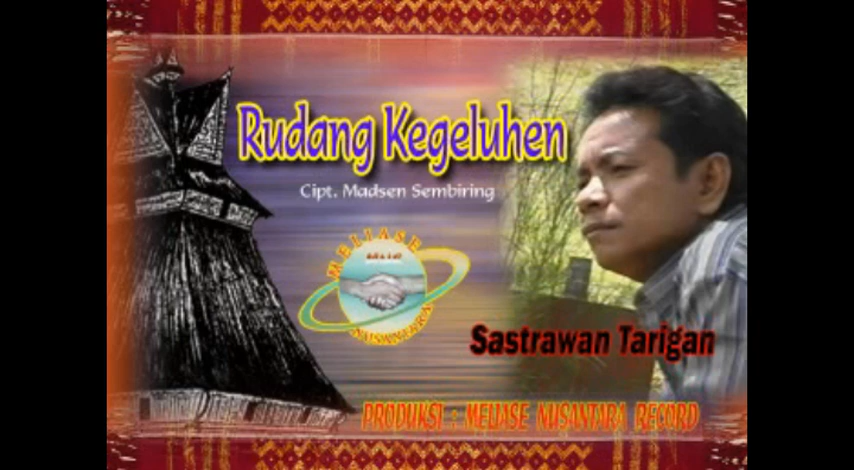 Rudang Kegeluhen
Cipt. Madsen Sembiring
MELIASE
NUSANTARA
Sastrawan Tarigan
PRODUKSI : MELIASE NUSANTARA RECORD